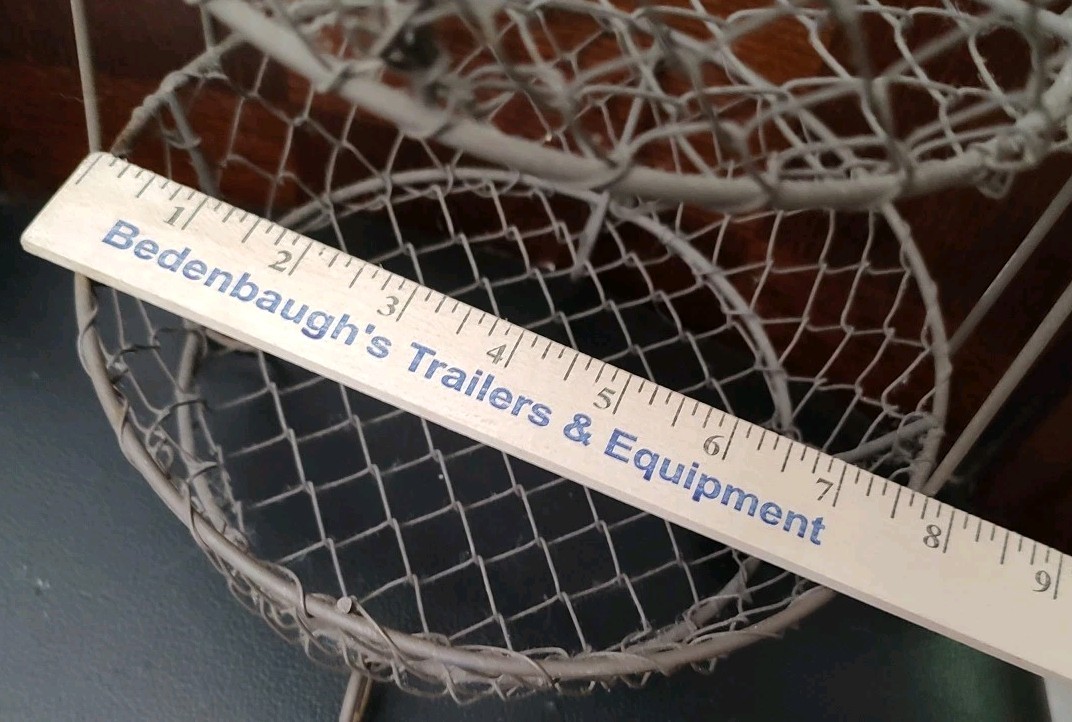 1 2 3 4 5 6 7 8 9
Bedenbaugh's Trailers & Equipment